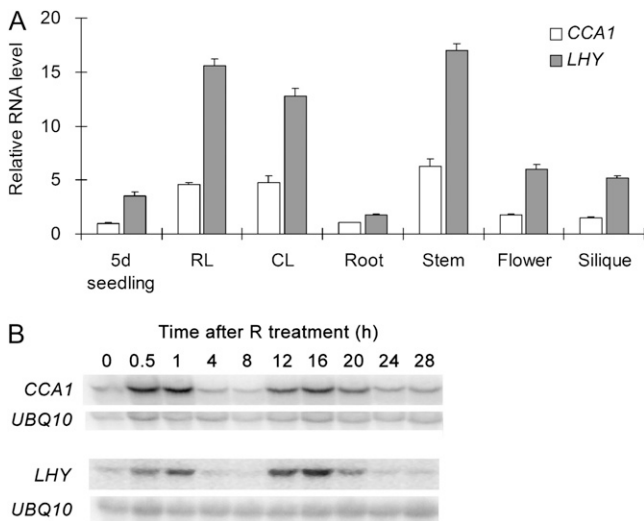 A
Relative RNA level
20
15
10
5
0
CCA1
LHY
5d seedling
RL
CL
Root
Stem
Flower
Silique
B
Time after R treatment (h)
0 0.5 1 4 8 12 16 20 24 28
CCA1
UBQ10
LHY
UBQ10